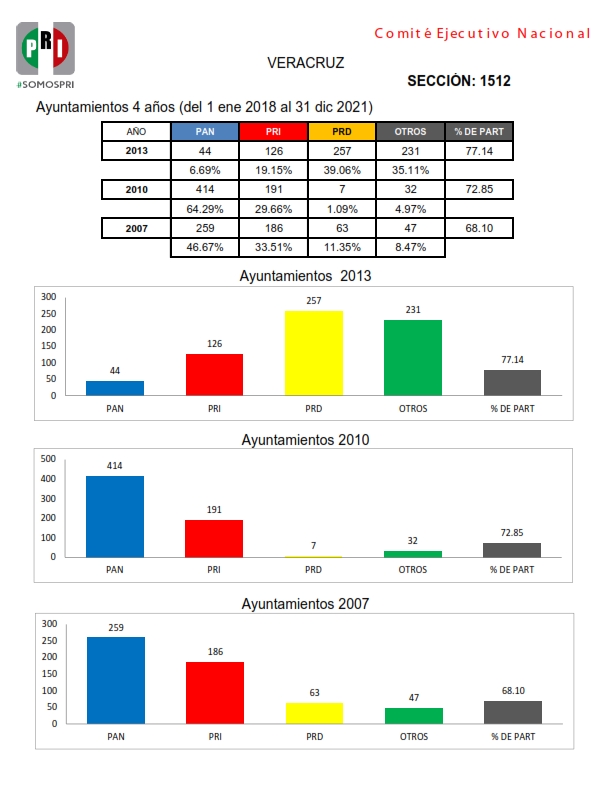 Comité Ejecutivo Nacional
PRI
#SOMOSPRI
VERACRUZ
SECCIÓN: 1512
Ayuntamientos 4 años (del 1 ene 2018 al 31 dic 2021)
AÑO PAN PRI PRD OTROS % DE PART
2013 44 126 257 231 77.14
6.69% 19.15% 39.06% 35.11%
2010 414 191 7 32 72.85
64.29% 29.66% 1.09% 4.97%
2007 259 186 63 47 68.10
46.67% 33.51% 11.35% 8.47%
Ayuntamientos 2013
300
250
200
150
100
50
0
44 126 257 231 77.14
PAN PRI PRD OTROS % DE PART
Ayuntamientos 2010
500
400
300
200
100
0
414 191 7 32 72.85
PAN PRI PRD OTROS % DE PART
Ayuntamientos 2007
300
250
200
150
100
50
0
259 186 63 47 68.10
PAN PRI PRD OTROS % DE PART